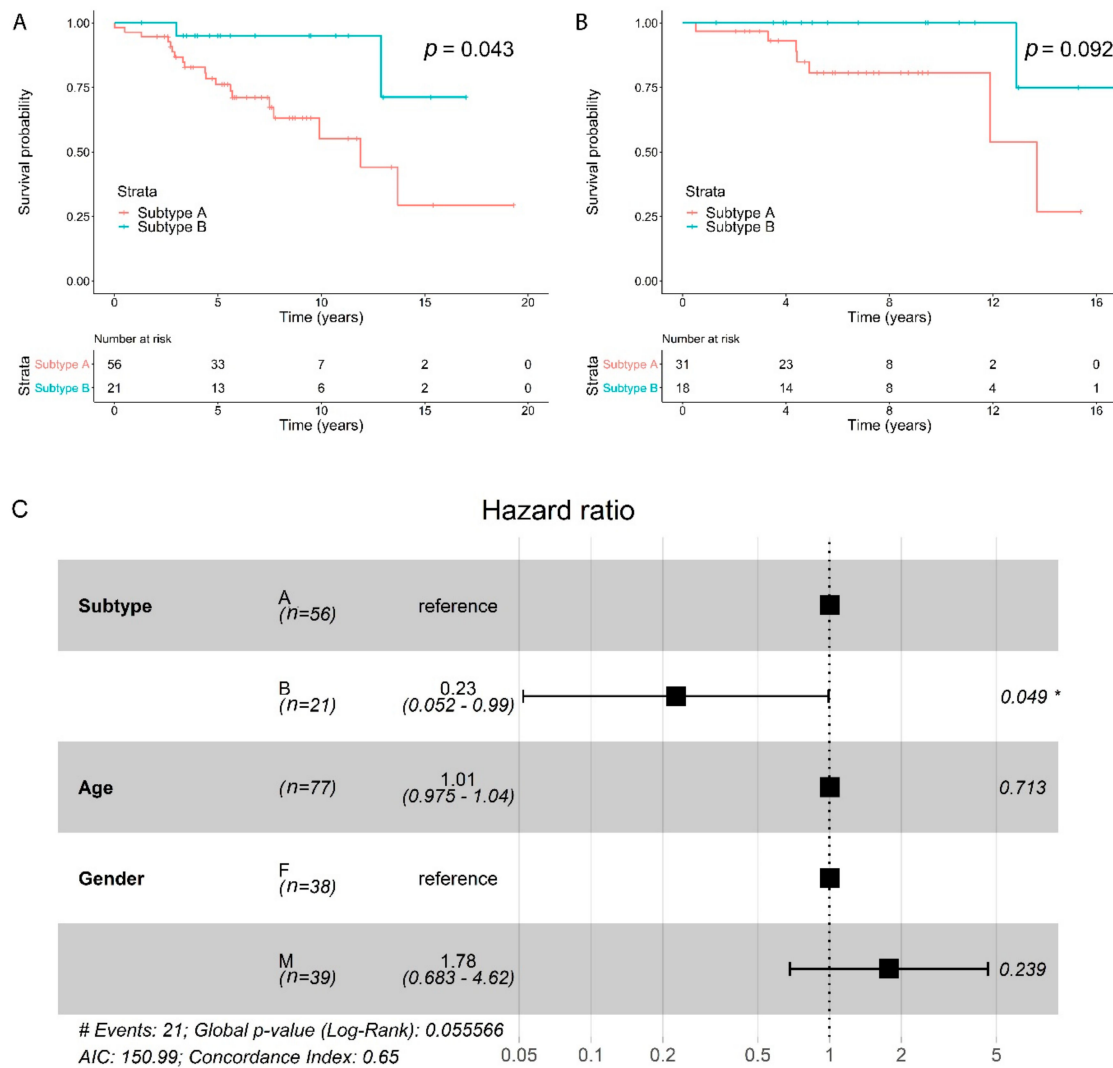 A
1.00
0.75
0.50
0.25
0.00
Survival probability
p = 0.043
Strata
Subtype A
Subtype B
0 5 10 15 20
Time (years)
Number at risk
Strata
Subtype A 56 33 7 2 0
Subtype B 21 13 6 2 0
0 5 10 15 20
Time (years)
B
1.00
0.75
0.50
0.25
0.00
Survival probability
p = 0.092
Strata
Subtype A
Subtype B
0 4 8 12 16
Time (years)
Number at risk
Strata
Subtype A 31 23 8 2 0
Subtype B 18 14 8 4 1
0 4 8 12 16
Time (years)
C
Hazard ratio
Subtype A (n=56) reference
B (n=21) 0.23 (0.052 - 0.99) 0.049 *
Age (n=77) 1.01 (0.975 - 1.04) 0.713
Gender F (n=38) reference
M (n=39) 1.78 (0.683 - 4.62) 0.239
# Events: 21; Global p-value (Log-Rank): 0.055566
AIC: 150.99; Concordance Index: 0.65
0.05 0.1 0.2 0.5 1 2 5